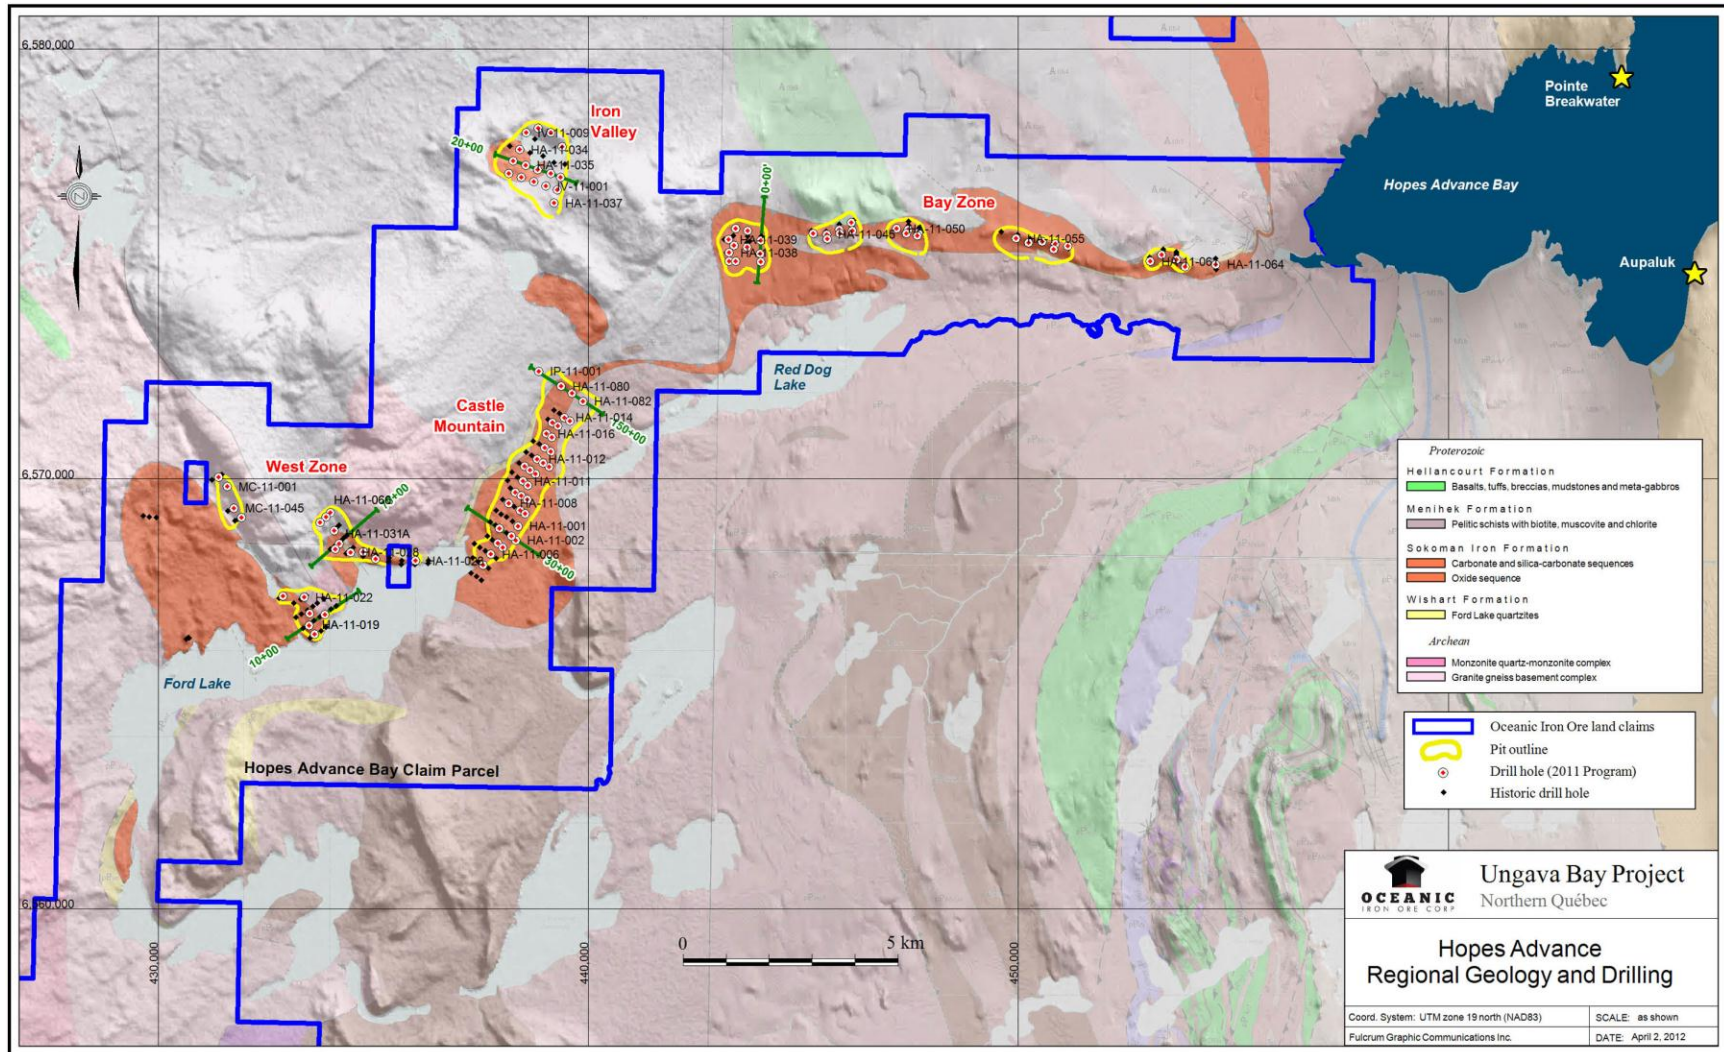 6,580,000
Pointe
Breakwater
Iron
Valley
IV-11-009
20+00
HA-11-034
HA-11-035
IV-11-001
HA-11-037
0+00'
Hopes Advance Bay
Bay Zone
HA-11-039
HA-11-038
HA-11-050
HA-11-055
HA-11-064
Aupaluk
Red Dog
Lake
JP-11-001
HA-11-080
HA-11-082
Castle
Mountain
HA-11-014
HA-11-016
150+00
HA-11-012
6,570,000
West Zone
MC-11-001
HA-11-011
MC-11-045
HA-11-008
HA-11-031A
HA-11-001
HA-11-002
HA-11-006
30+00
HA-11-022
HA-11-019
10+00
Ford Lake
Hopes Advance Bay Claim Parcel
6,560,000
430,000
440,000
450,000
0
5 km
Proterozoic
Hellancourt Formation
Basalts, tuffs, breccias, mudstones and meta-gabbros
Menihek Formation
Pelitic schists with biotite, muscovite and chlorite
Sokoman Iron Formation
Carbonate and silica-carbonate sequences
Oxide sequence
Wishart Formation
Ford Lake quartzites
Archean
Monzonite quartz-monzonite complex
Granite gneiss basement complex
Oceanic Iron Ore land claims
Pit outline
Drill hole (2011 Program)
Historic drill hole
OCEANIC
IRON ORE CORP
Ungava Bay Project
Northern Québec
Hopes Advance
Regional Geology and Drilling
Coord. System: UTM zone 19 north (NAD83)
SCALE: as shown
Fulcrum Graphic Communications Inc.
DATE: April 2, 2012